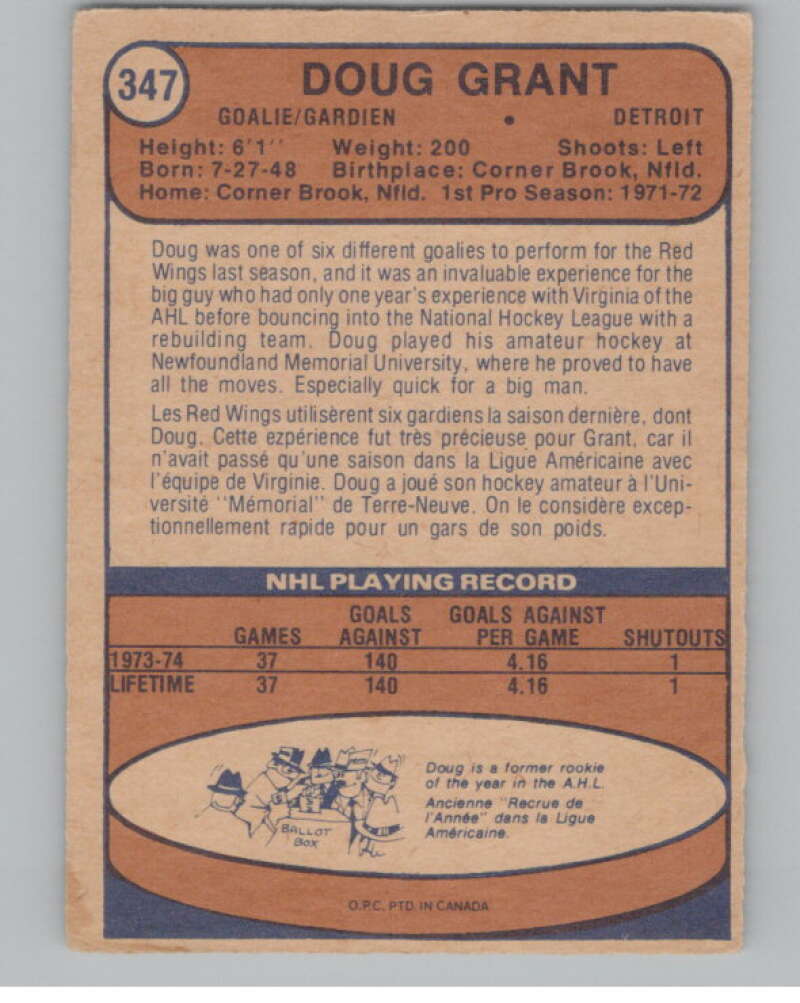 347
DOUG GRANT
GOALIE/GARDIEN • DETROIT
Height: 6'1'' Weight: 200 Shoots: Left
Born: 7-27-48 Birthplace: Corner Brook, Nfld.
Home: Corner Brook, Nfld. 1st Pro Season: 1971-72
Doug was one of six different goalies to perform for the Red
Wings last season, and it was an invaluable experience for the
big guy who had only one year's experience with Virginia of the
AHL before bouncing into the National Hockey League with a
rebuilding team. Doug played his amateur hockey at
Newfoundland Memorial University, where he proved to have
all the moves. Especially quick for a big man.
Les Red Wings utilisèrent six gardiens la saison dernière, dont
Doug. Cette ezpérience fut très précieuse pour Grant, car il
n'avait passé qu'une saison dans la Ligue Américaine avec
l'équipe de Virginie. Doug a joué son hockey amateur à l'Uni-
versité "Mémorial" de Terre-Neuve. On le considère excep-
tionnellement rapide pour un gars de son poids.
NHL PLAYING RECORD
GAMES GOALS AGAINST GOALS AGAINST PER GAME SHUTOUTS
1973-74 37 140 4.16 1
LIFETIME 37 140 4.16 1
Doug is a former rookie
of the year in the A.H.L.
Ancienne "Recrue de
l'Année" dans la Ligue
Américaine.
BALLOT
BOX
O.P.C. PTD. IN CANADA